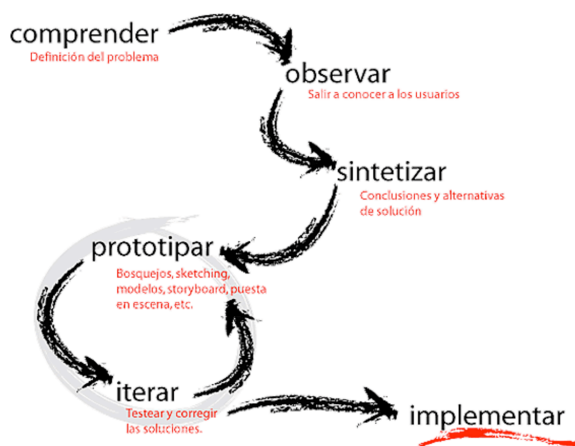 comprender
Definición del problema
observar
Salir a conocer a los usuarios
sintetizar
Conclusiones y alternativas
de solución
prototipar
Bosquejos, sketching,
modelos, storyboard, puesta
en escena, etc.
iterar
Testear y corregir
las soluciones.
implementar